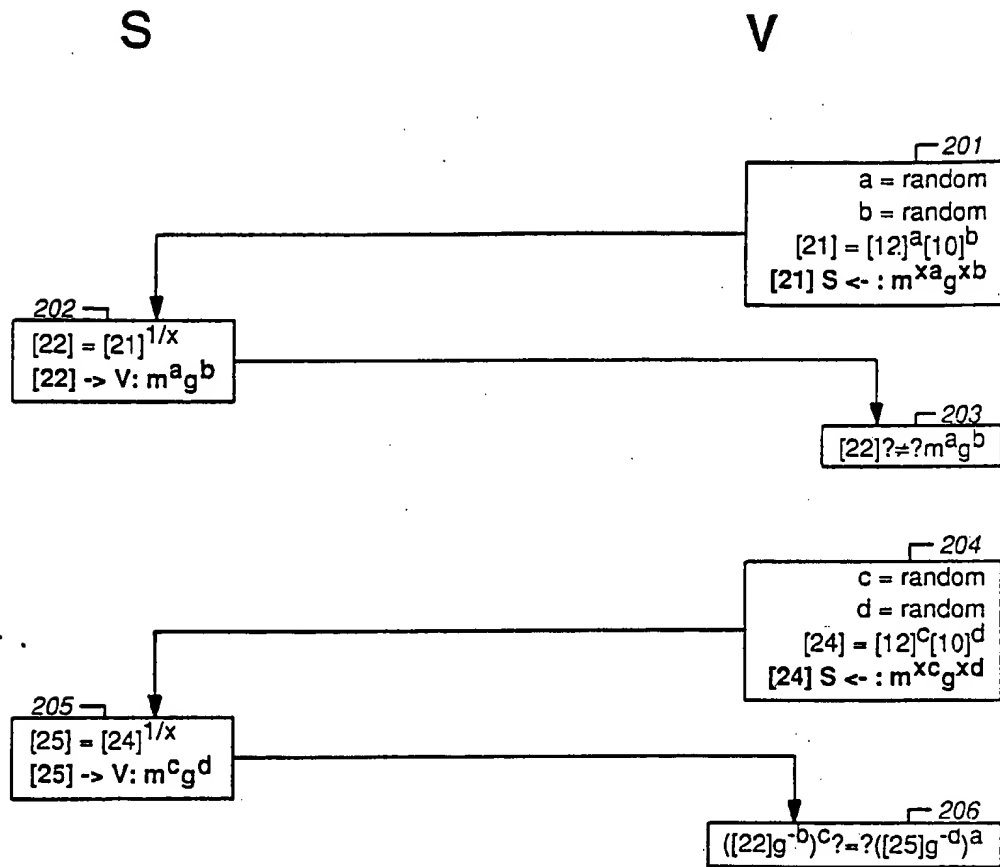 S
V
201
a = random
b = random
[21] = [12]^a[10]^b
[21] S <- : m^xa g^xb
202
[22] = [21]^1/x
[22] -> V: m^a g^b
203
[22]?≠?m^a g^b
204
c = random
d = random
[24] = [12]^c[10]^d
[24] S <- : m^xc g^xd
205
[25] = [24]^1/x
[25] -> V: m^c g^d
206
([22]g^-b)^c?=?([25]g^-d)^a